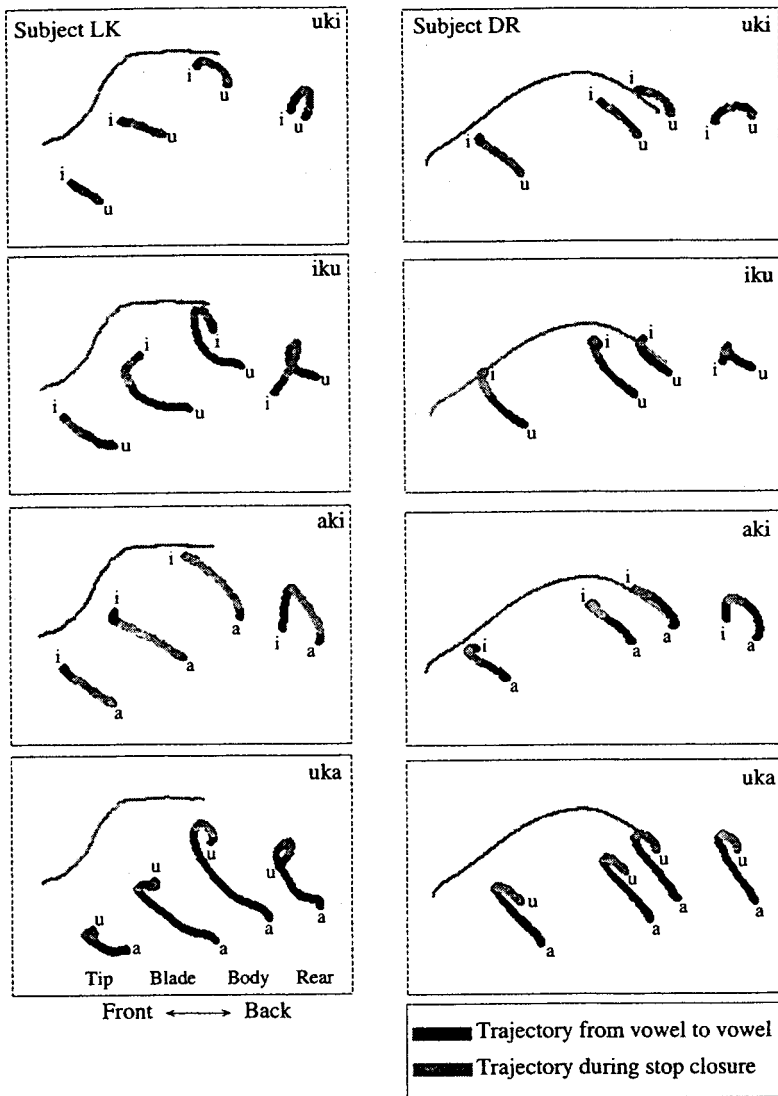 Subject LK uki
i
u
i
u
i
u
i
u
Subject DR uki
i
i
u
i
u
i
u
u
iku
i
i
u
i
u
i
u
u
iku
i
i
i
u
i
u
u
u
aki
i
i
a
i
a
i
a
a
aki
i
i
i
a
a
i
a
a
uka
u
u
u
u
a
a
a
a
Tip Blade Body Rear
Front Back
uka
u
u
u
u
a
a
a
a
Trajectory from vowel to vowel
Trajectory during stop closure